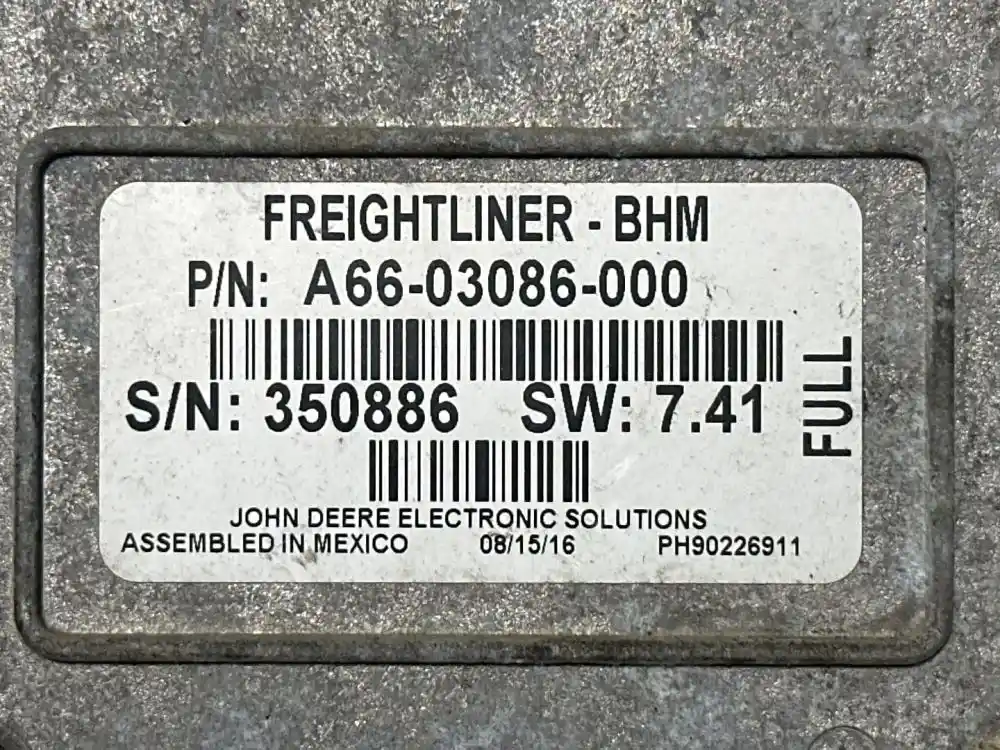 FREIGHTLINER - BHM
P/N: A66-03086-000
S/N: 350886 SW: 7.41
FULL
JOHN DEERE ELECTRONIC SOLUTIONS
ASSEMBLED IN MEXICO 08/15/16 PH90226911